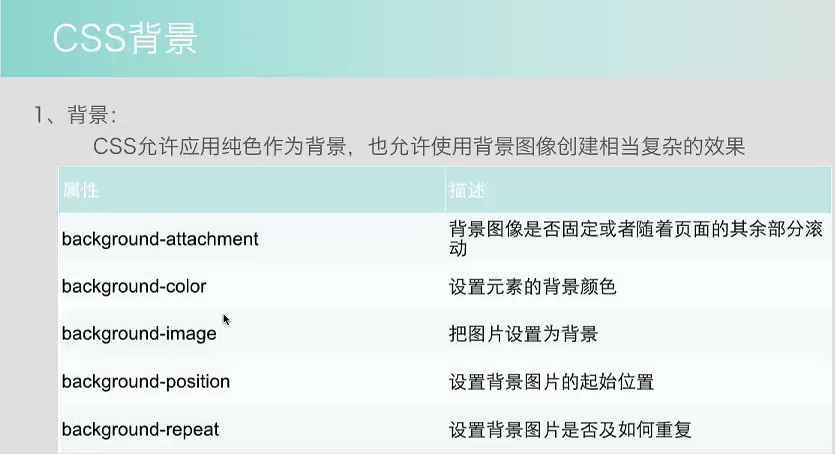 CSS背景
1、背景：
CSS允许应用纯色作为背景，也允许使用背景图像创建相当复杂的效果
属性 描述
background-attachment 背景图像是否固定或者随着页面的其余部分滚
动
background-color 设置元素的背景颜色
background-image 把图片设置为背景
background-position 设置背景图片的起始位置
background-repeat 设置背景图片是否及如何重复